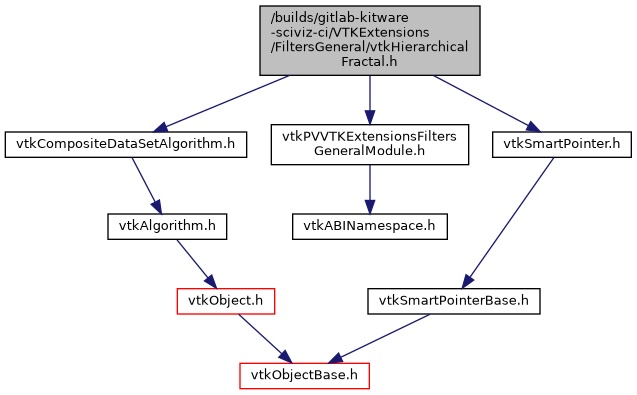 /builds/gitlab-kitware
-sciviz-ci/VTKExtensions
/FiltersGeneral/vtkHierarchical
Fractal.h
vtkCompositeDataSetAlgorithm.h
vtkPVVTKExtensionsFilters
GeneralModule.h
vtkSmartPointer.h
vtkAlgorithm.h
vtkABINamespace.h
vtkObject.h
vtkSmartPointerBase.h
vtkObjectBase.h